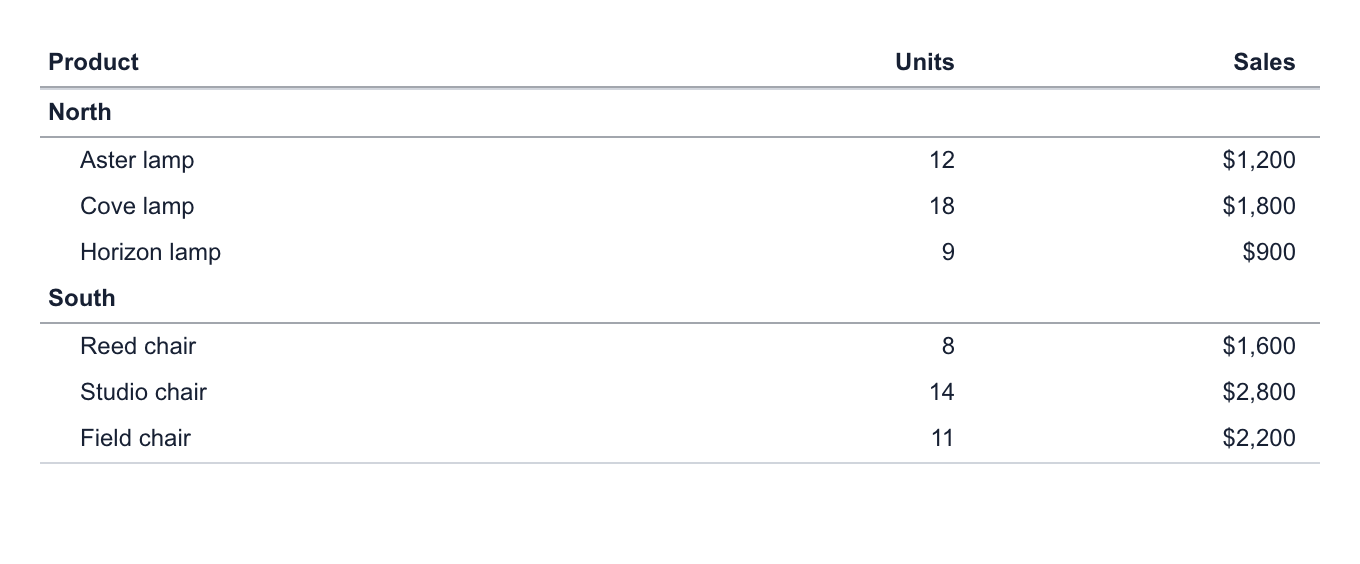 Product Units Sales
North
Aster lamp 12 $1,200
Cove lamp 18 $1,800
Horizon lamp 9 $900
South
Reed chair 8 $1,600
Studio chair 14 $2,800
Field chair 11 $2,200